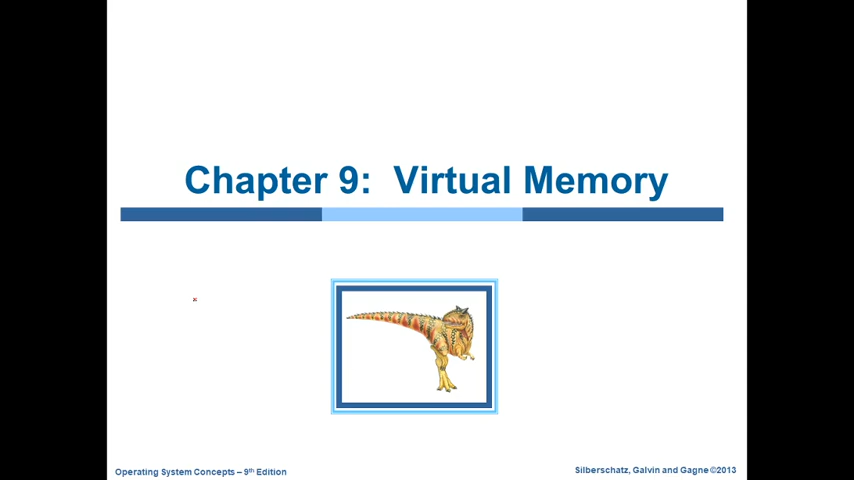 Chapter 9: Virtual Memory
Operating System Concepts – 9th Edition
Silberschatz, Galvin and Gagne ©2013